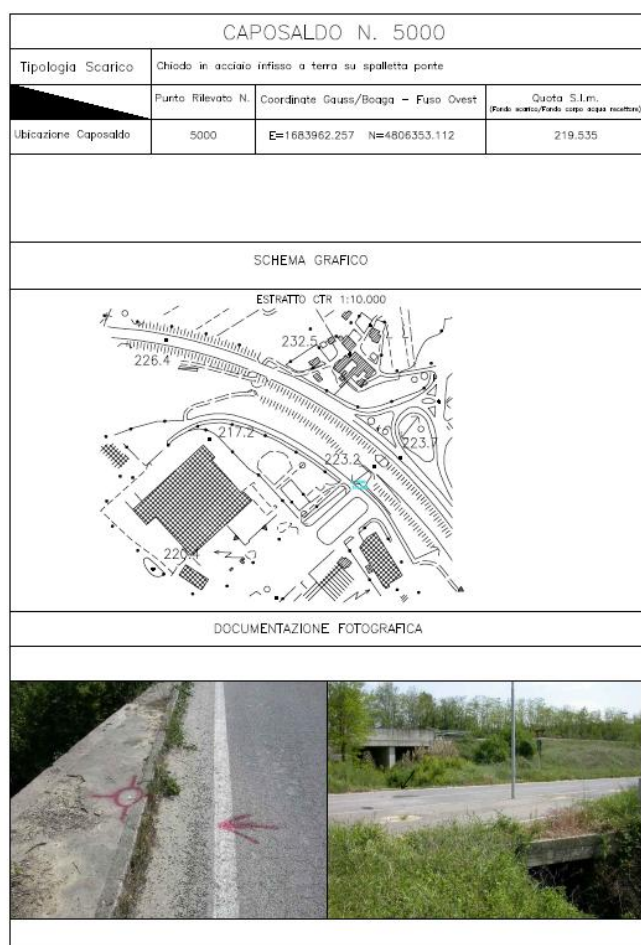 CAPOSALDO N. 5000
Tipologia Scarico
Chiodo in acciaio infisso a terra su spalletta ponte
Punto Rilevato N.
Coordinate Gauss/Boaga - Fuso Ovest
Quota S.l.m.
(Fondo scarico/Fondo corpo acqua recettore)
Ubicazione Caposaldo
5000
E=1683962.257 N=4806353.112
219.535
SCHEMA GRAFICO
ESTRATTO CTR 1:10.000
232.5
226.4
217.2
223.7
223.2
220.4
DOCUMENTAZIONE FOTOGRAFICA